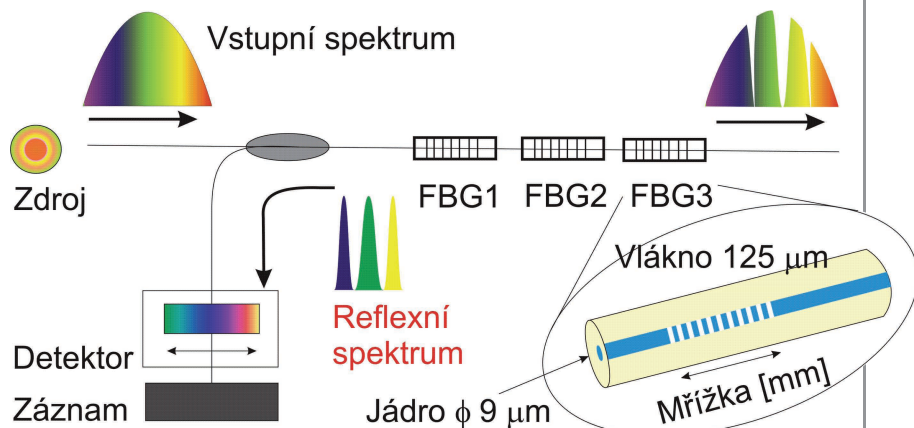 Vstupní spektrum
Zdroj
FBG1
FBG2
FBG3
Vlákno 125 μm
Reflexní
spektrum
Detektor
Záznam
Jádro ϕ 9 μm
Mřížka [mm]